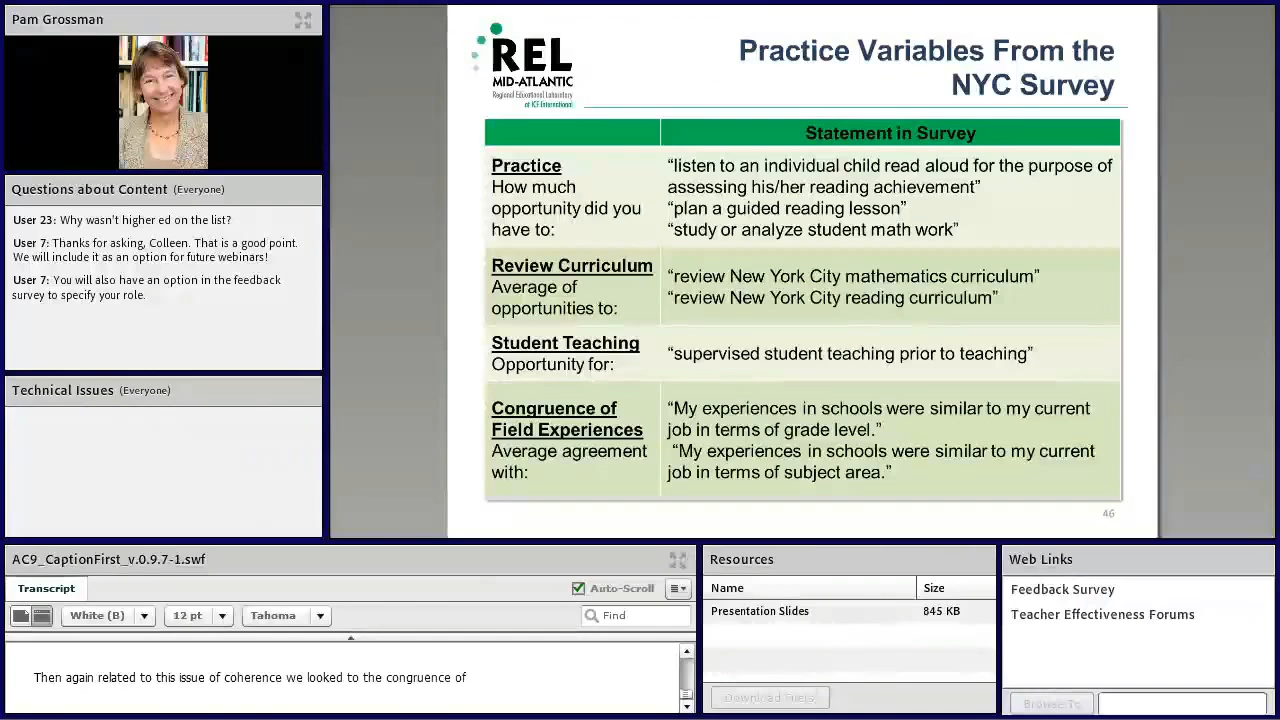 Pam Grossman
Questions about Content (Everyone)
User 23: Why wasn't higher ed on the list?
User 7: Thanks for asking, Colleen. That is a good point.
We will include it as an option for future webinars!
User 7: You will also have an option in the feedback
survey to specify your role.
Technical Issues (Everyone)
REL
MID-ATLANTIC
Regional Educational Laboratory
at ICF International
Practice Variables From the
NYC Survey
Statement in Survey
Practice
How much
opportunity did you
have to:
“listen to an individual child read aloud for the purpose of
assessing his/her reading achievement”
“plan a guided reading lesson”
“study or analyze student math work”
Review Curriculum
Average of
opportunities to:
“review New York City mathematics curriculum”
“review New York City reading curriculum”
Student Teaching
Opportunity for:
“supervised student teaching prior to teaching”
Congruence of
Field Experiences
Average agreement
with:
“My experiences in schools were similar to my current
job in terms of grade level.”
“My experiences in schools were similar to my current
job in terms of subject area.”
46
AC9_CaptionFirst_v.0.9.7-1.swf
Transcript
Auto-Scroll
White (B)
12 pt
Tahoma
Find
Then again related to this issue of coherence we looked to the congruence of
Resources
Name Size
Presentation Slides 845 KB
Download File(s)
Web Links
Feedback Survey
Teacher Effectiveness Forums
Browse To